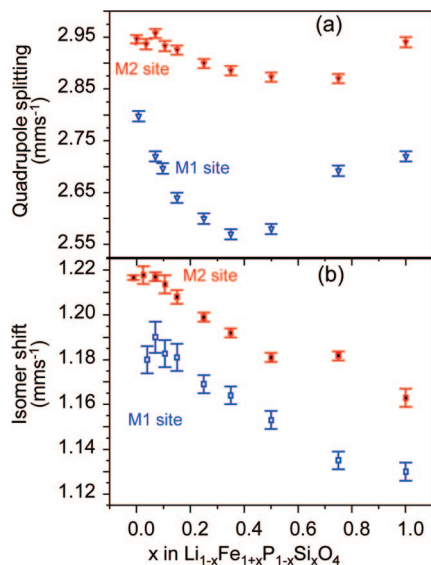 2.95
(a)
M2 site
2.85
2.75
M1 site
2.65
2.55
Quadrupole splitting
(mms⁻¹)
1.22
M2 site
(b)
1.20
1.18
1.16
M1 site
1.14
1.12
Isomer shift
(mms⁻¹)
0.0 0.2 0.4 0.6 0.8 1.0
x in Li₁₋ₓFe₁₊ₓP₁₋ₓSiₓO₄